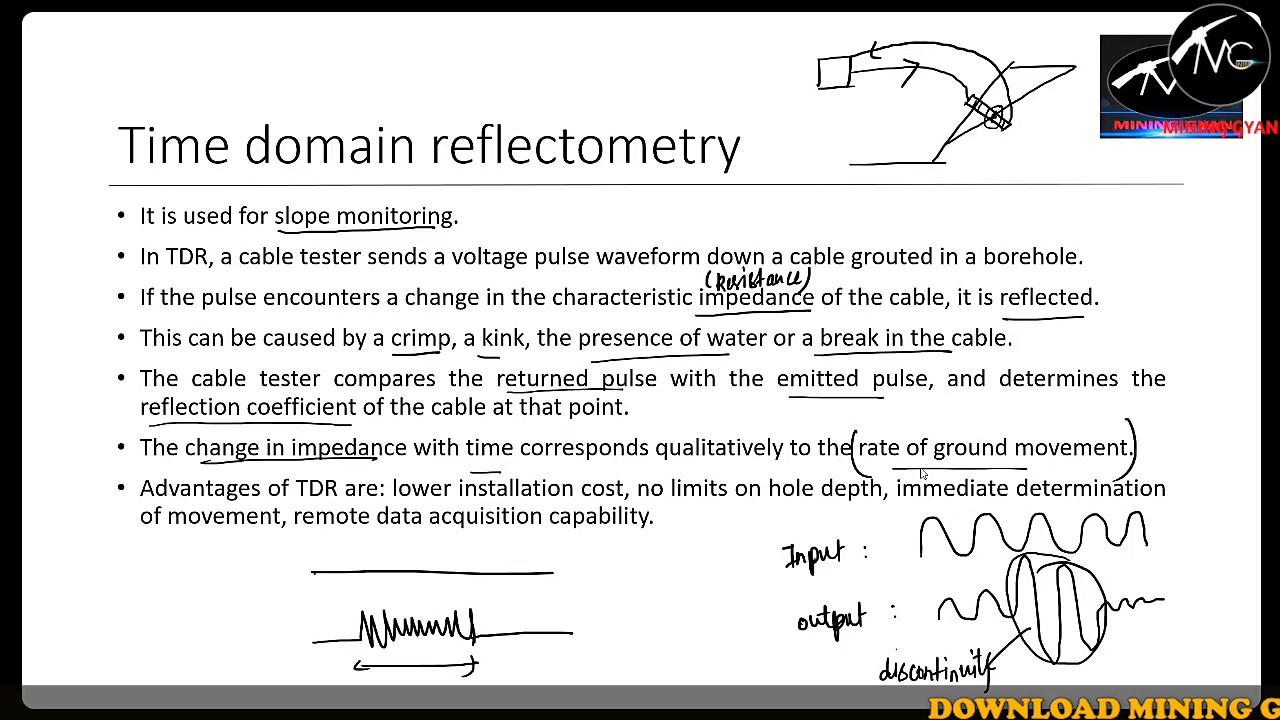 MG
MINING GYAN
Time domain reflectometry
• It is used for slope monitoring.
• In TDR, a cable tester sends a voltage pulse waveform down a cable grouted in a borehole.
(Resistance)
• If the pulse encounters a change in the characteristic impedance of the cable, it is reflected.
• This can be caused by a crimp, a kink, the presence of water or a break in the cable.
• The cable tester compares the returned pulse with the emitted pulse, and determines the
reflection coefficient of the cable at that point.
• The change in impedance with time corresponds qualitatively to the (rate of ground movement.)
• Advantages of TDR are: lower installation cost, no limits on hole depth, immediate determination
of movement, remote data acquisition capability.
Input :
output :
discontinuity
DOWNLOAD MINING G